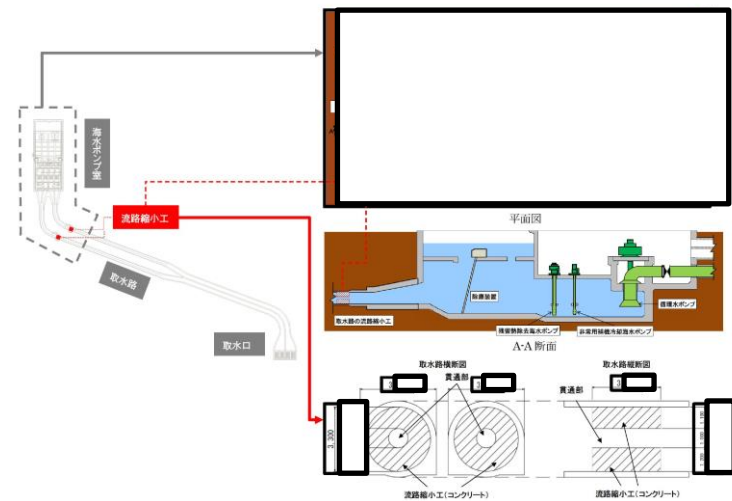 海水ポンプ室
流路縮小工
取水路
取水口
平面図
除塵装置
循環水ポンプ
取水路の流路縮小工
残留熱除去海水ポンプ
非常用補機冷却海水ポンプ
A-A 断面
取水路横断図
貫通部
取水路縦断図
貫通部
3,300
流路縮小工(コンクリート)
流路縮小工(コンクリート)